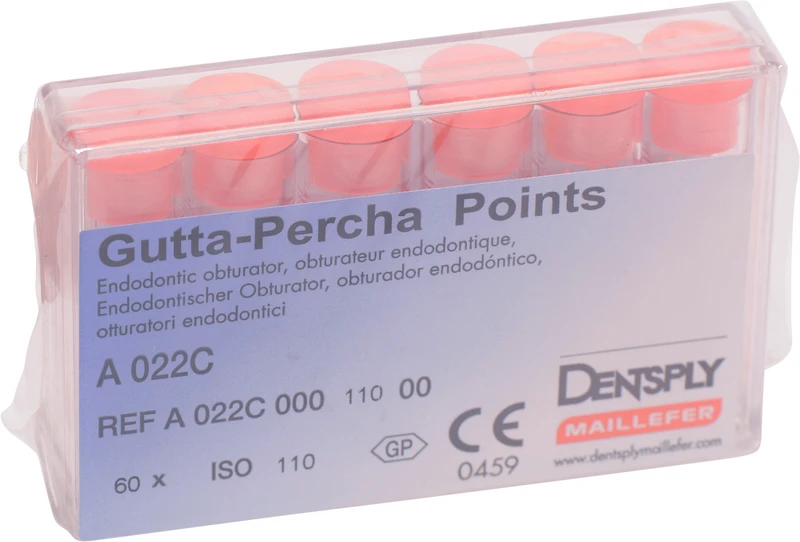 Gutta-Percha Points
Endodontic obturator, obturateur endodontique,
Endodontischer Obturator, obturador endodóntico,
otturatori endodontici
A 022C
REF A 022C 000 110 00
60 x ISO 110
GP
CE
0459
DENTSPLY
MAILLEFER
www.dentsplymaillefer.com